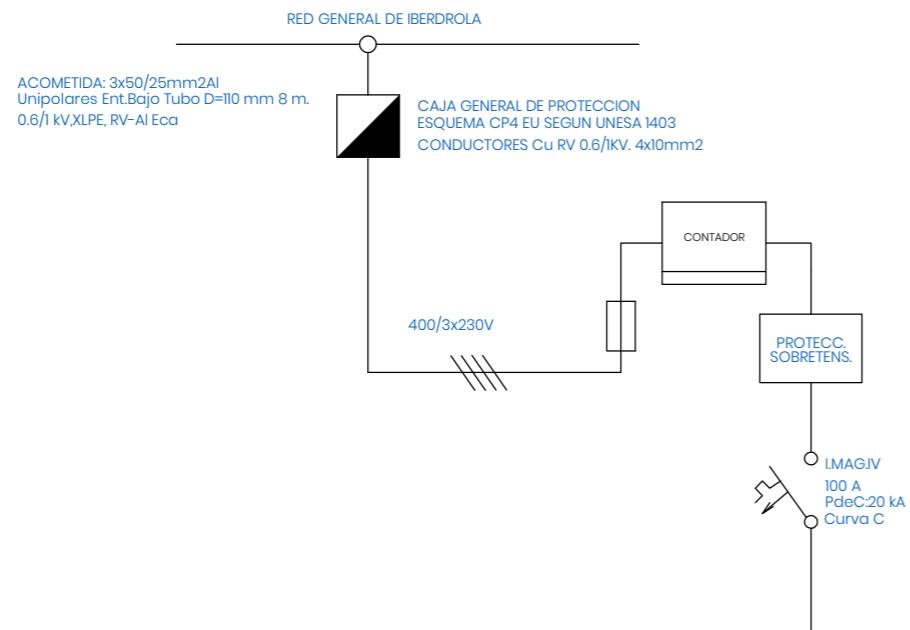 RED GENERAL DE IBERDROLA
ACOMETIDA: 3x50/25mm2Al
Unipolares Ent.Bajo Tubo D=110 mm 8 m.
0.6/1 kV,XLPE, RV-Al Eca
CAJA GENERAL DE PROTECCION
ESQUEMA CP4 EU SEGUN UNESA 1403
CONDUCTORES Cu RV 0.6/1KV. 4x10mm2
CONTADOR
400/3x230V
PROTECC.
SOBRETENS.
I.MAG.IV
100 A
PdeC:20 kA
Curva C